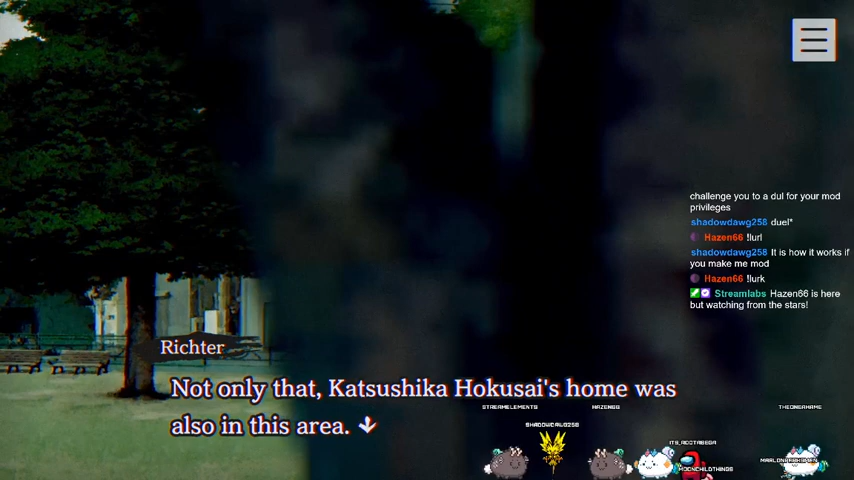 challenge you to a dul for your mod
privileges
shadowdawg258 duel*
Hazen66 !lurl
shadowdawg258 It is how it works if
you make me mod
Hazen66 !lurk
Streamlabs Hazen66 is here
but watching from the stars!
Richter
Not only that, Katsushika Hokusai's home was
also in this area.
STREAMELEMENTS
HAZEN66
SHADOWDAWG258